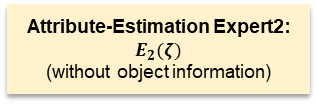 Attribute-Estimation Expert2:
E₂(ζ)
(without object information)